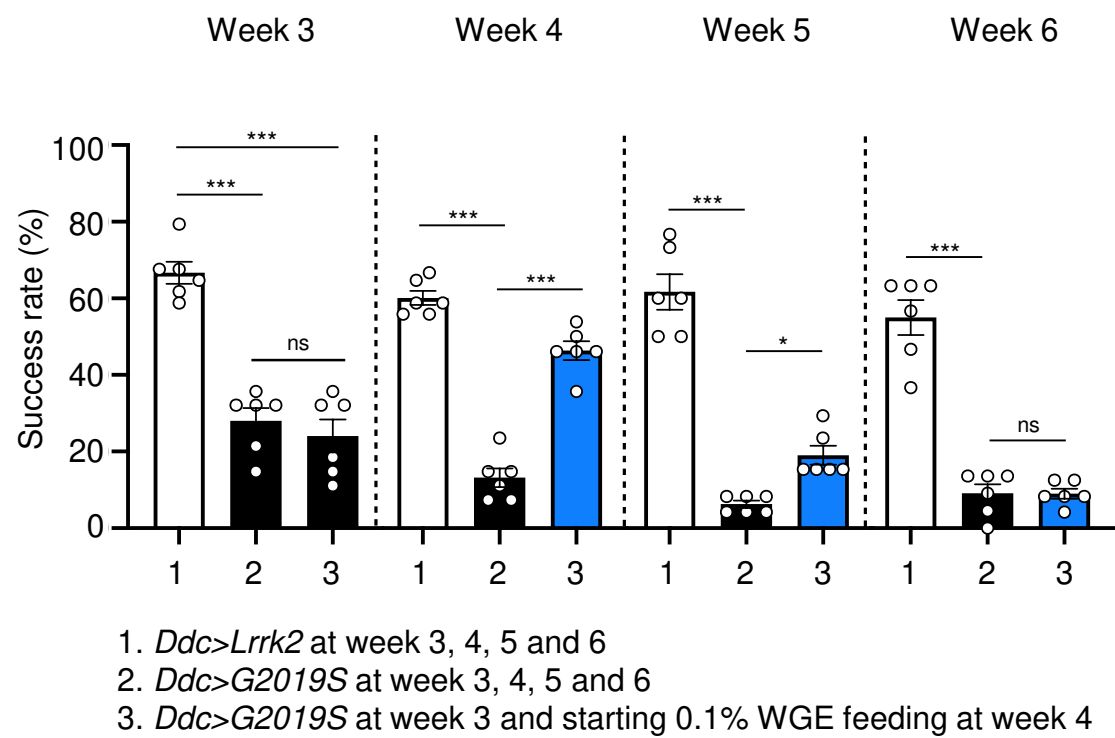 Week 3 Week 4 Week 5 Week 6
Success rate (%)
100
80
60
40
20
0
***
***
ns
***
***
***
*
***
ns
1 2 3 1 2 3 1 2 3 1 2 3
1. Ddc>Lrrk2 at week 3, 4, 5 and 6
2. Ddc>G2019S at week 3, 4, 5 and 6
3. Ddc>G2019S at week 3 and starting 0.1% WGE feeding at week 4